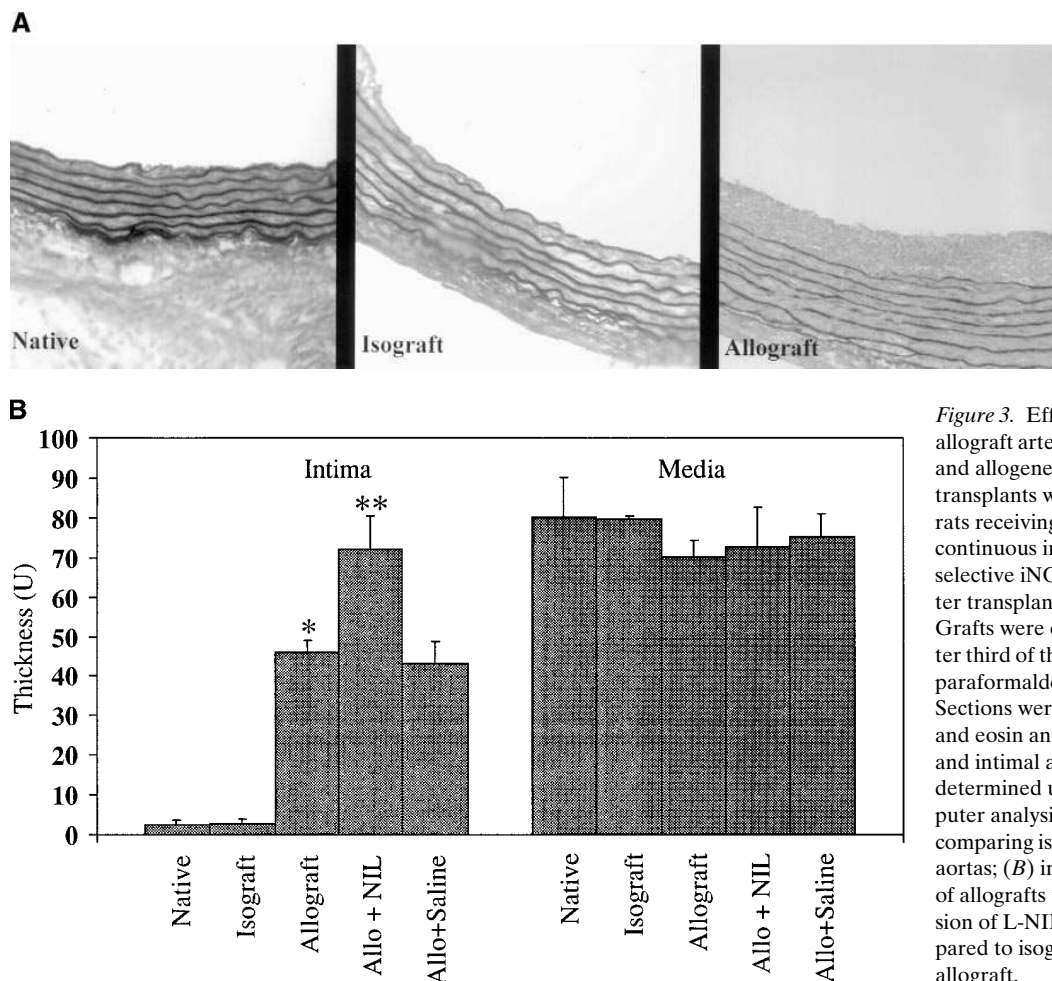 A
Native
Isograft
Allograft
B
100
90
80
70
60
50
40
30
20
10
0
Thickness (U)
Intima
Media
*
**
Native
Isograft
Allograft
Allo + NIL
Allo+Saline
Native
Isograft
Allograft
Allo + NIL
Allo+Saline
Figure 3. Eff
allograft arte
and allogene
transplants w
rats receiving
continuous in
selective iNO
ter transplan
Grafts were 
ter third of th
paraformalde
Sections were
and eosin an
and intimal a
determined u
puter analysi
comparing is
aortas; (B) in
of allografts
sion of L-NIL
pared to isog
allograft.